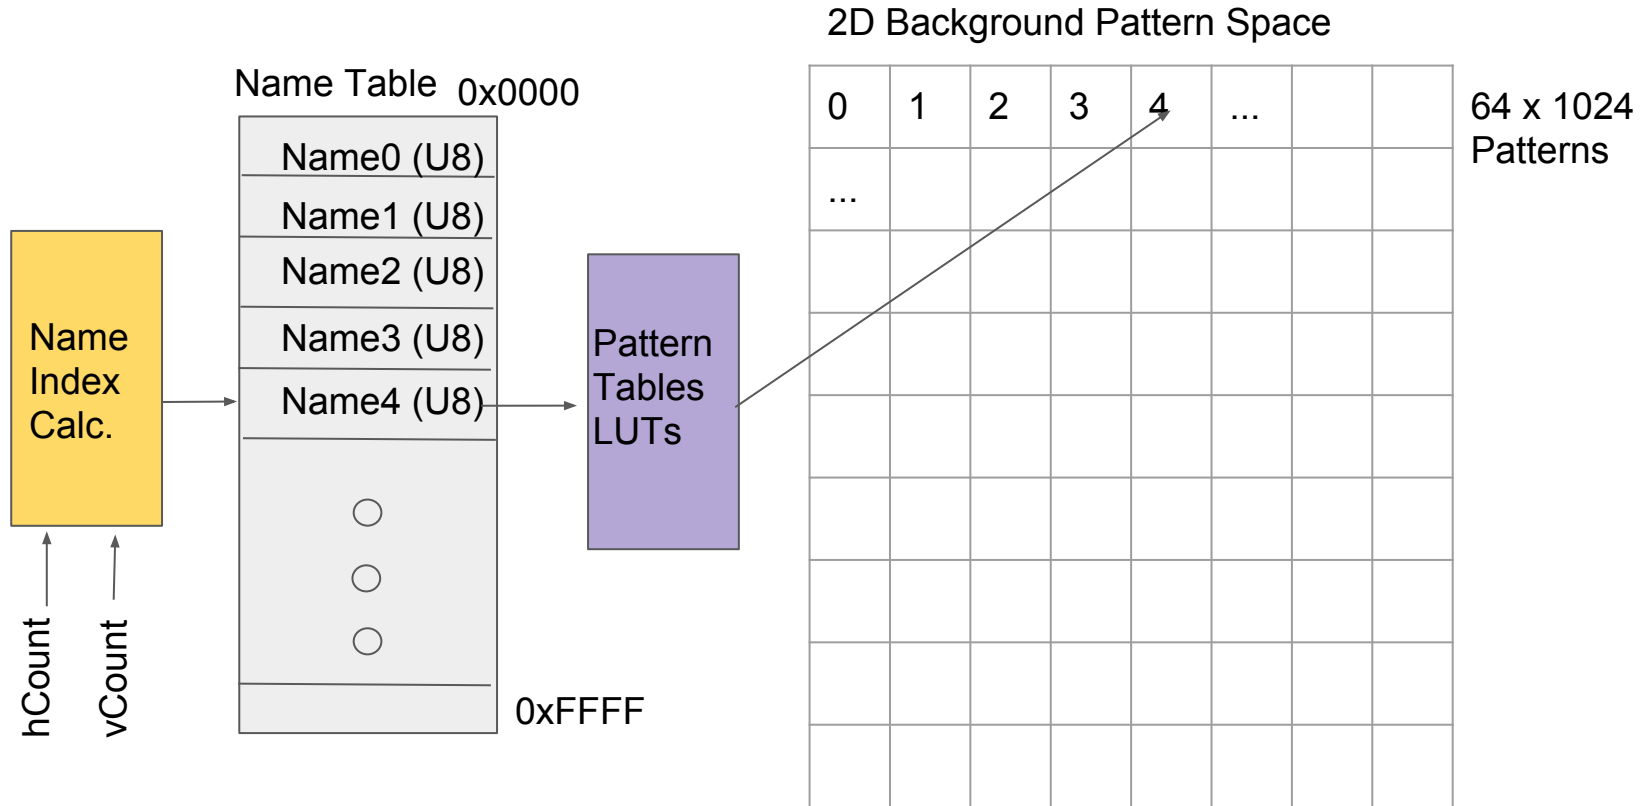 2D Background Pattern Space
Name Table 0x0000
Name0 (U8)
Name1 (U8)
Name2 (U8)
Name3 (U8)
Name4 (U8)
0xFFFF
Name
Index
Calc.
hCount
vCount
Pattern
Tables
LUTs
0 1 2 3 4 ...
...
64 x 1024
Patterns